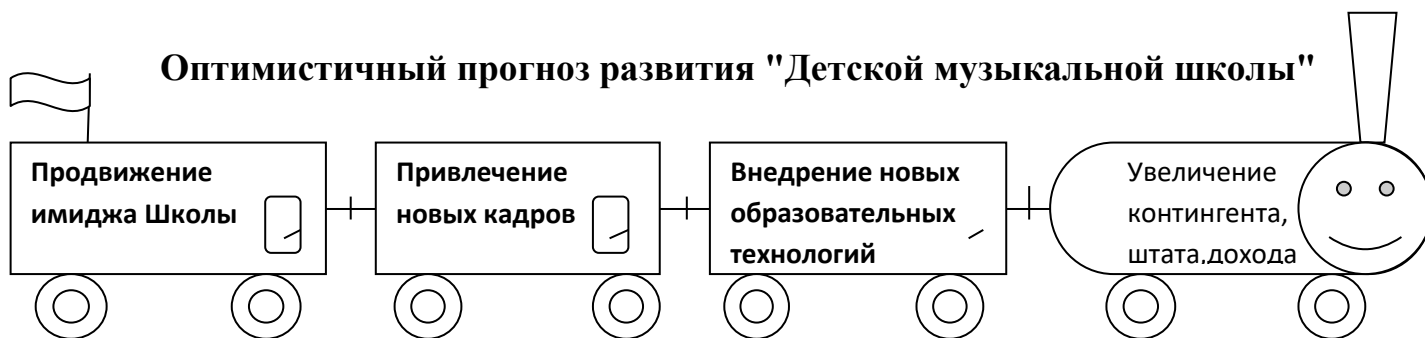 Оптимистичный прогноз развития "Детской музыкальной школы"
Продвижение
имиджа Школы
Привлечение
новых кадров
Внедрение новых
образовательных
технологий
Увеличение
контингента,
штата,дохода